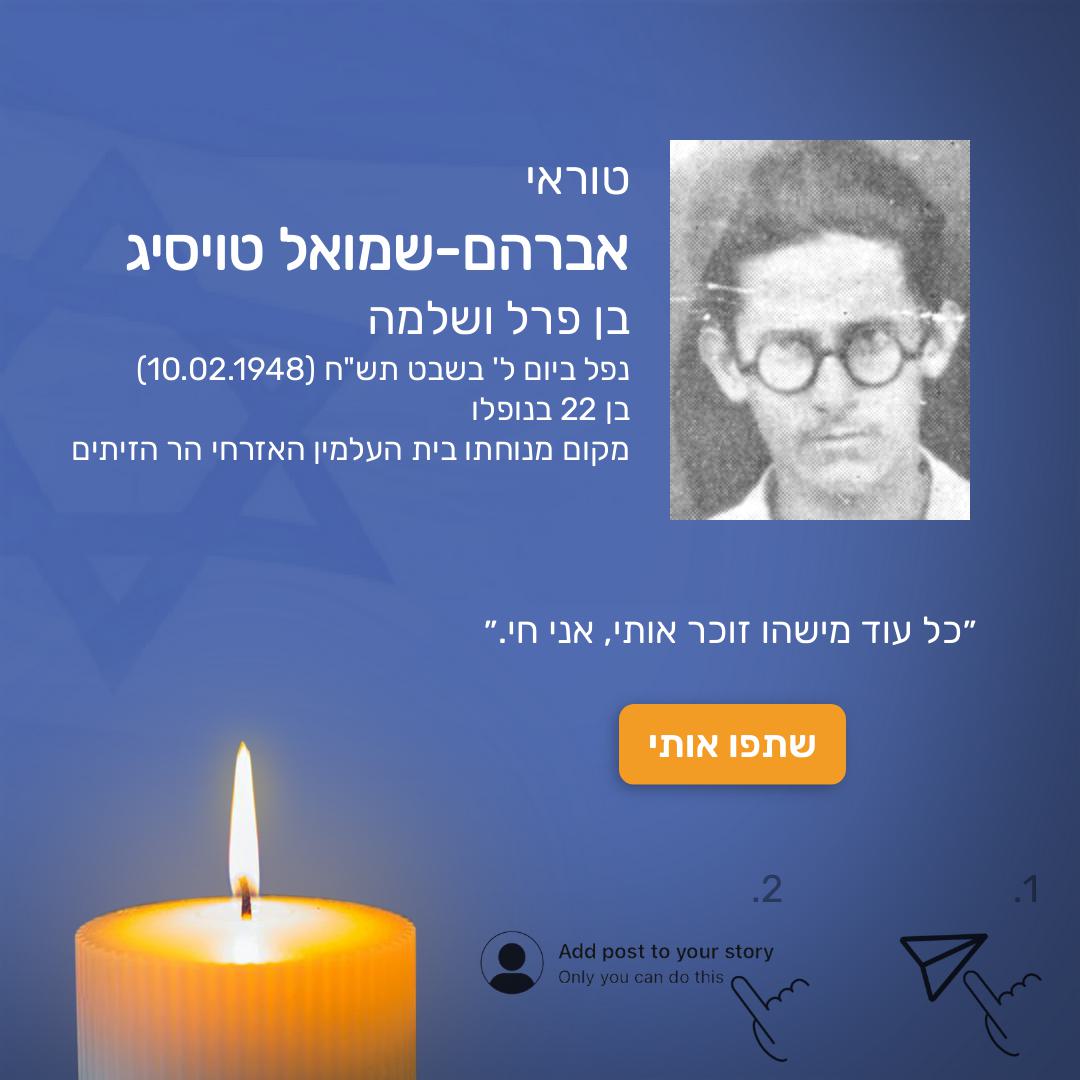 טוראי
אברהם-שמואל טויסיג
בן פרל ושלמה
נפל ביום ל' בשבט תש"ח (10.02.1948)
בן 22 בנופלו
מקום מנוחתו בית העלמין האזרחי הר הזיתים
״כל עוד מישהו זוכר אותי, אני חי.״
שתפו אותי
1.
2.
Add post to your story
Only you can do this